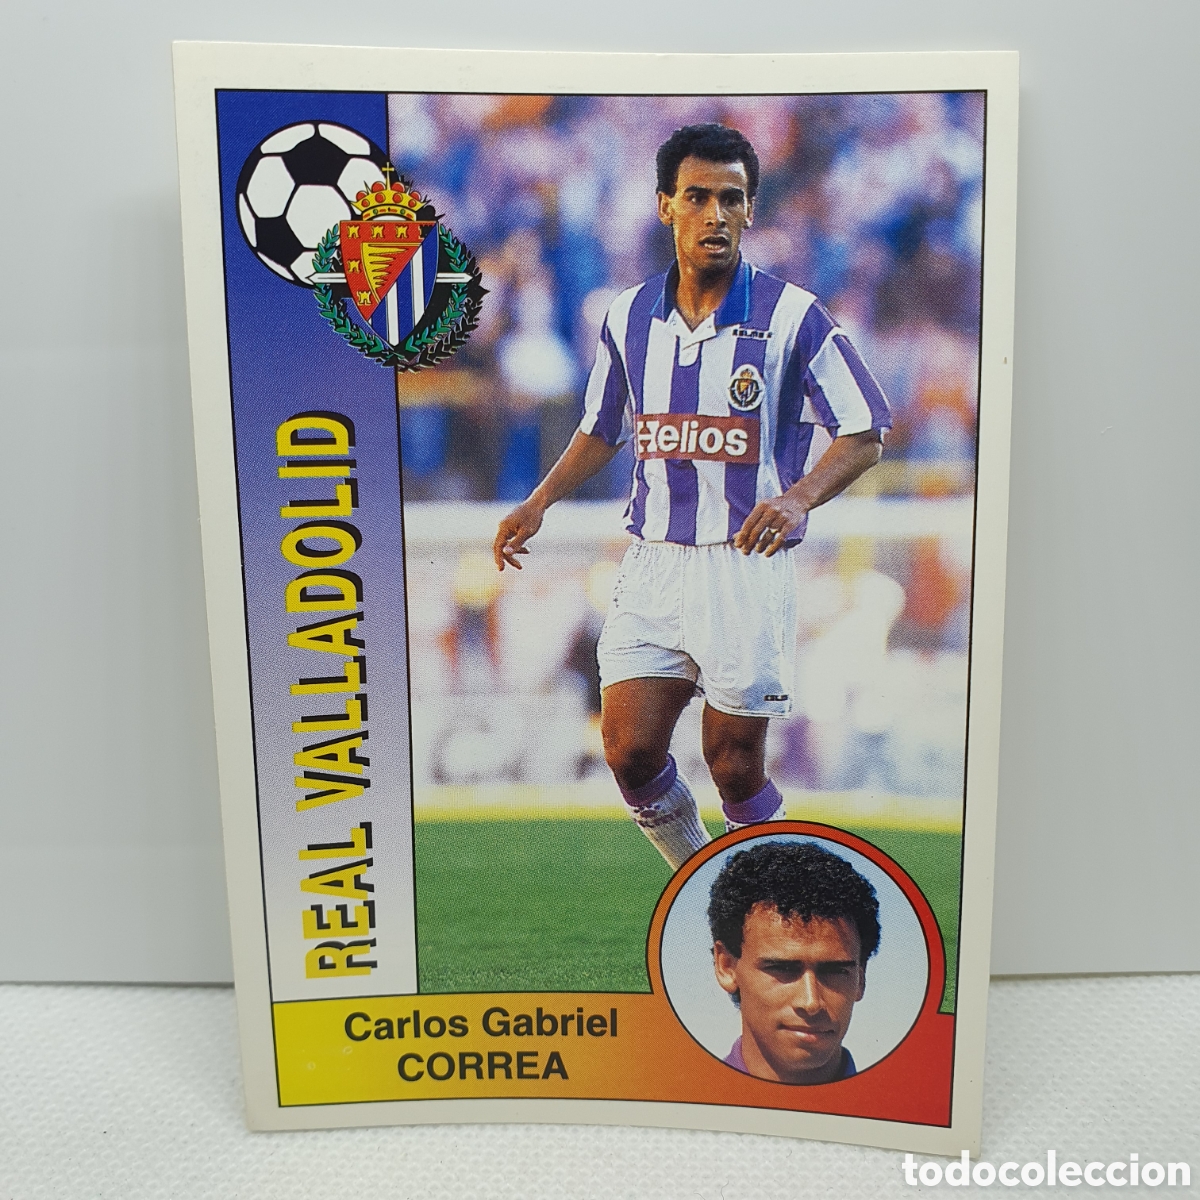 REAL VALLADOLID
Helios
Carlos Gabriel
CORREA
todocoleccion